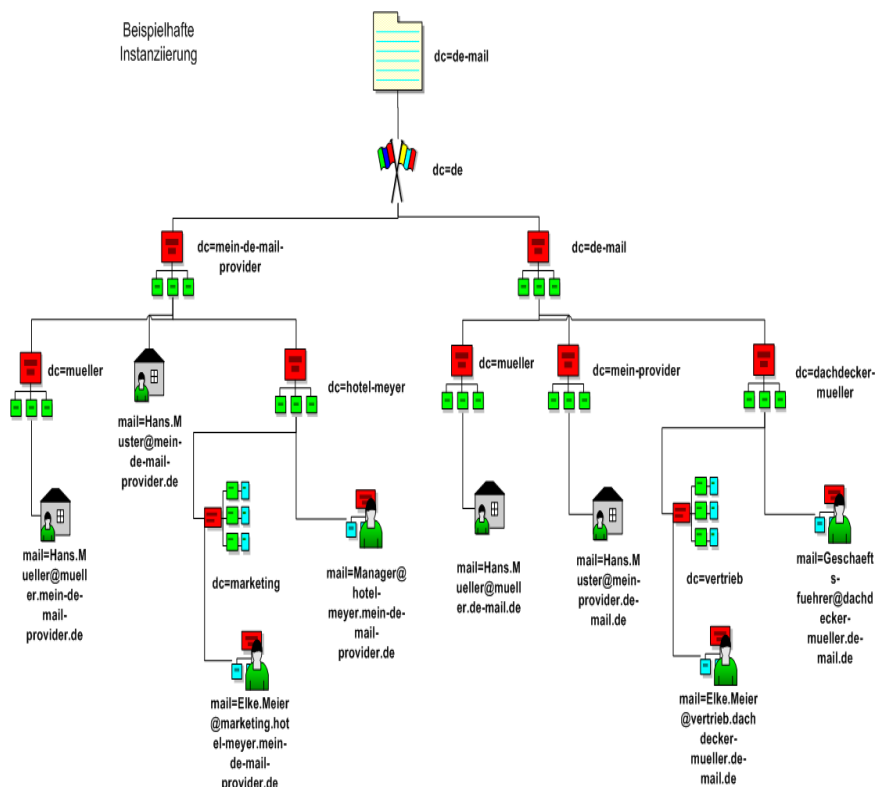 Beispielhafte
Instanziierung
dc=de-mail
dc=de
dc=mein-de-mail-
provider
dc=de-mail
dc=mueller
mail=Hans.M
uster@mein-
de-mail-
provider.de
dc=hotel-meyer
dc=mueller
dc=mein-provider
dc=dachdecker-
mueller
mail=Hans.M
ueller@muell
er.mein-de-
mail-
provider.de
dc=marketing
mail=Manager@
hotel-
meyer.mein-de-
mail-
provider.de
mail=Hans.M
ueller@muell
er.de-mail.de
mail=Hans.M
uster@mein-
provider.de-
mail.de
dc=vertrieb
mail=Geschaeft
s-
fuehrer@dachd
ecker-
mueller.de-
mail.de
mail=Elke.Meier
@marketing.hot
el-meyer.mein-
de-mail-
provider.de
mail=Elke.Meier
@vertrieb.dach
decker-
mueller.de-
mail.de